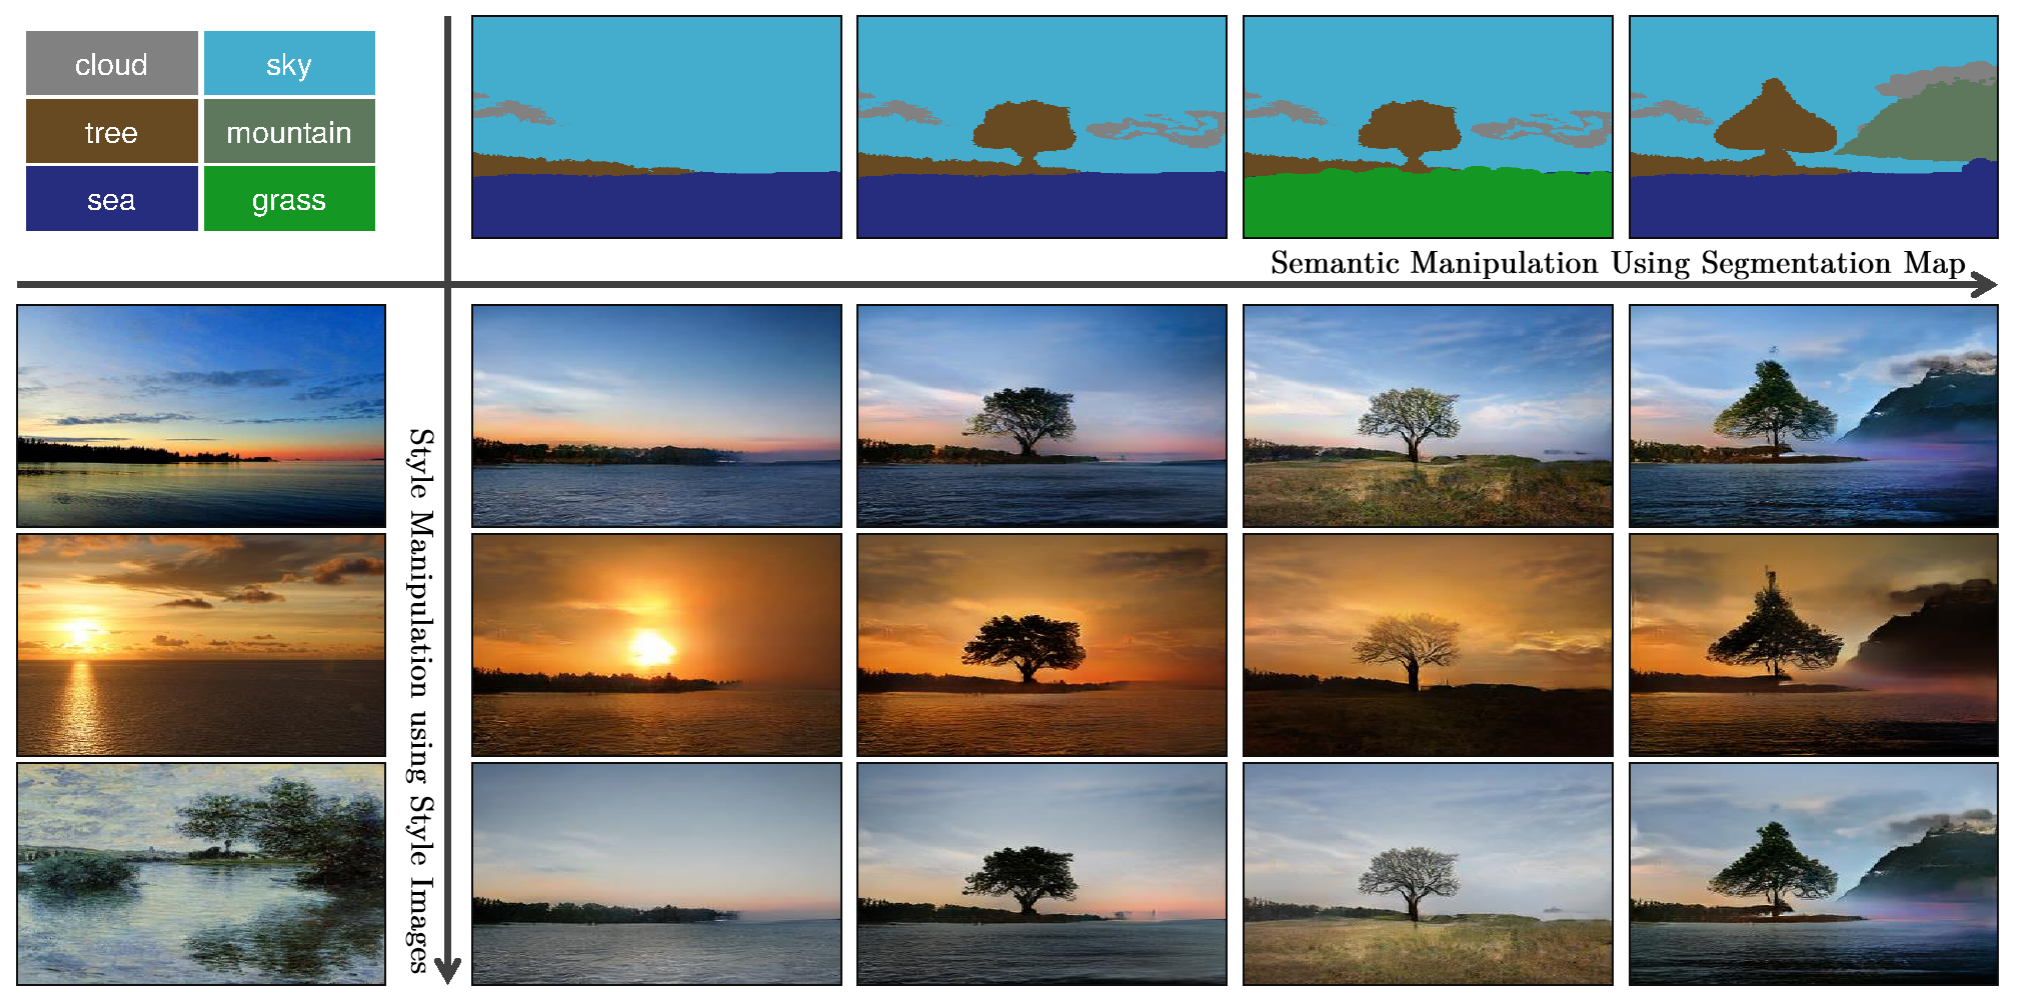 cloud
sky
tree
mountain
sea
grass
Semantic Manipulation Using Segmentation Map
Style Manipulation using Style Images